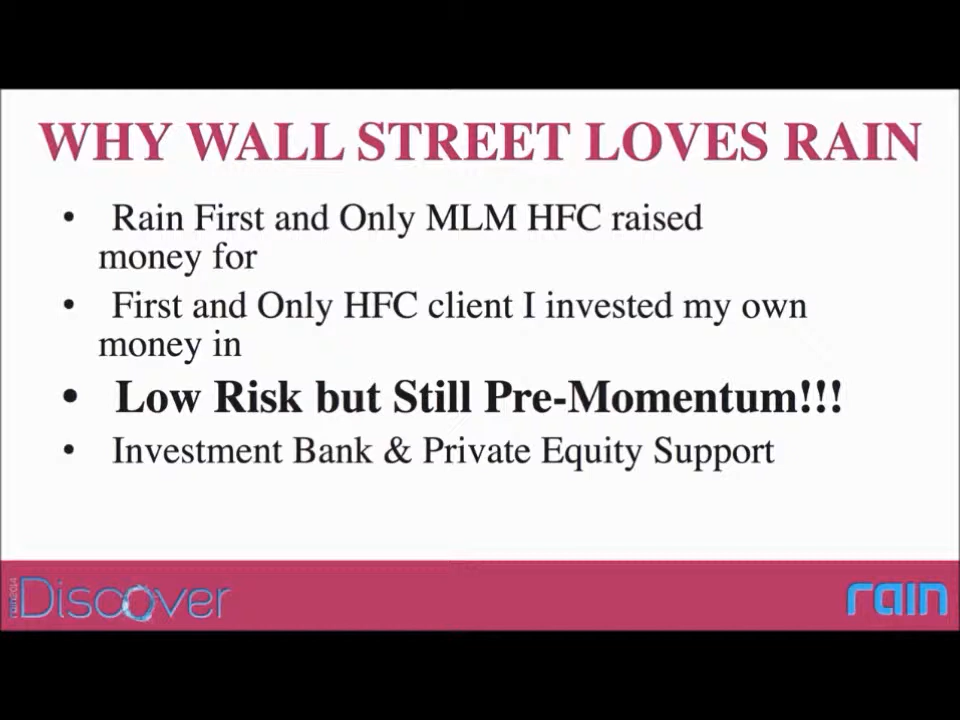 WHY WALL STREET LOVES RAIN
• Rain First and Only MLM HFC raised
money for
• First and Only HFC client I invested my own
money in
• Low Risk but Still Pre-Momentum!!!
• Investment Bank & Private Equity Support
rain2014
Discover
rain